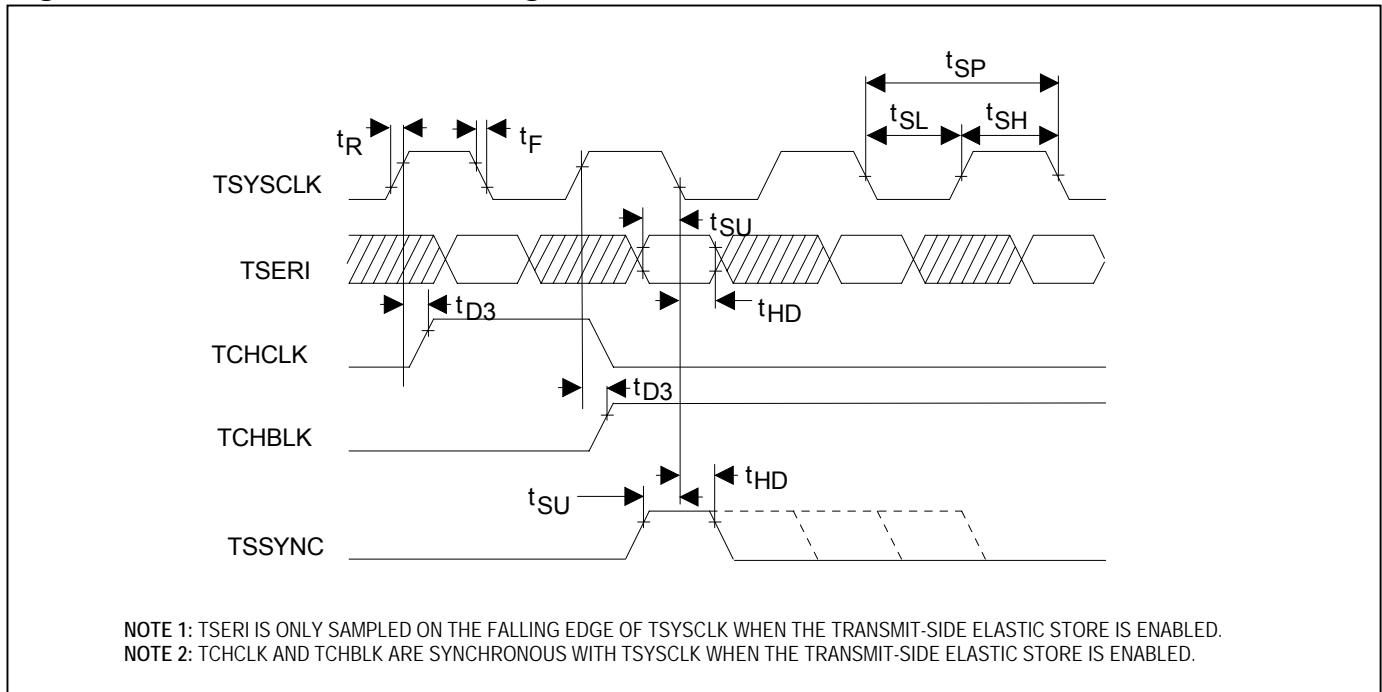 tSP
tSL tSH
tR tF
TSYSCLK
tSU
TSERI
tD3 tHD
TCHCLK
tD3
TCHBLK
tHD
tSU
TSSYNC
NOTE 1: TSERI IS ONLY SAMPLED ON THE FALLING EDGE OF TSYSCLK WHEN THE TRANSMIT-SIDE ELASTIC STORE IS ENABLED.
NOTE 2: TCHCLK AND TCHBLK ARE SYNCHRONOUS WITH TSYSCLK WHEN THE TRANSMIT-SIDE ELASTIC STORE IS ENABLED.